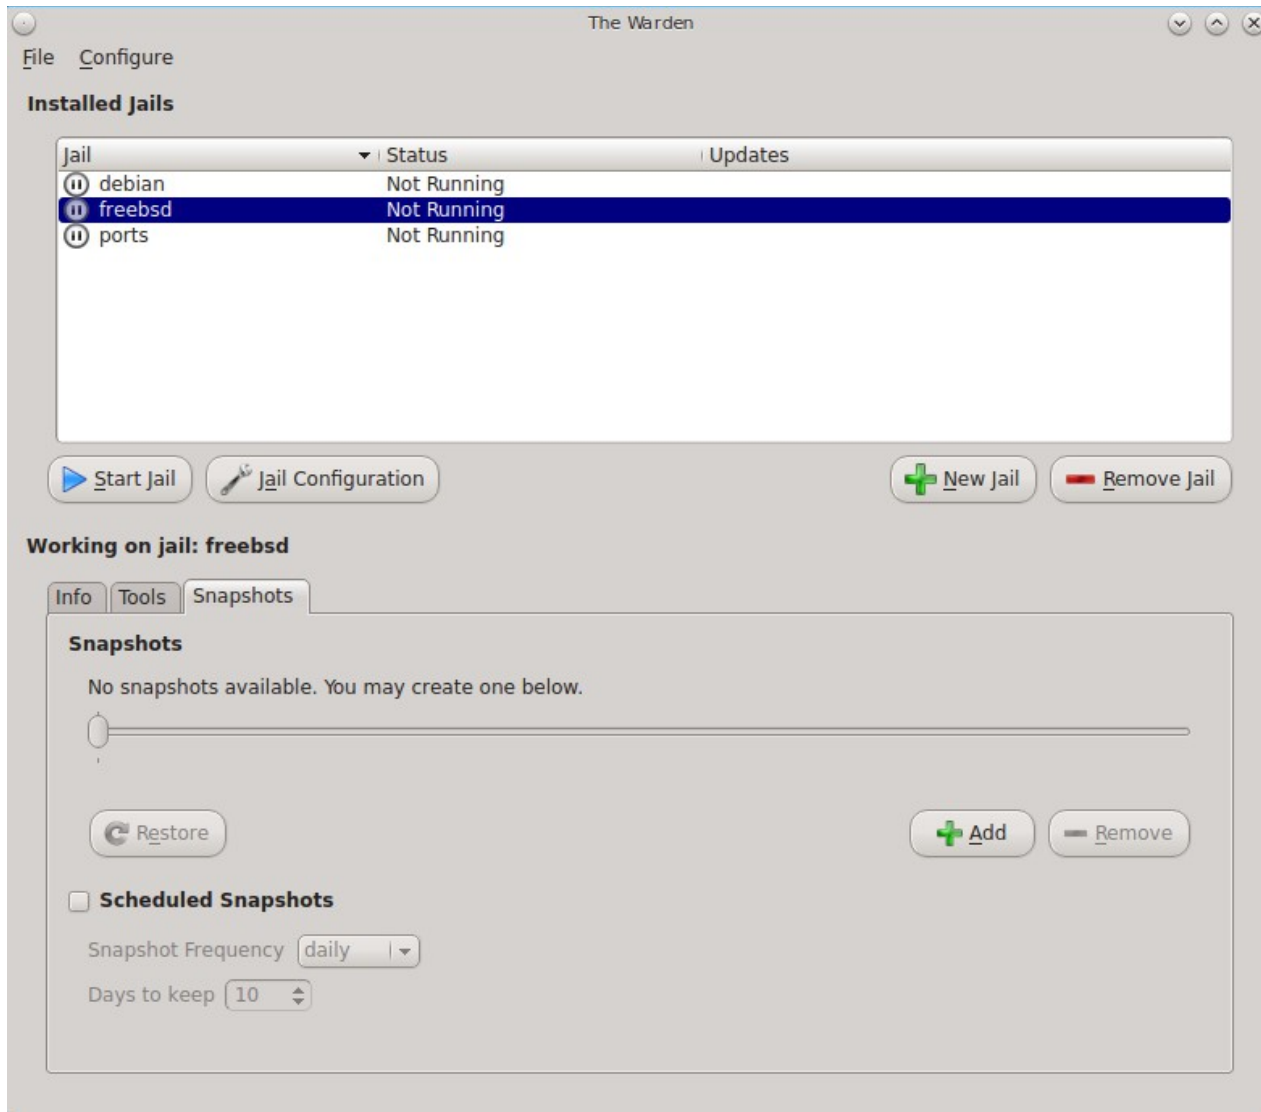 The Warden
File Configure
Installed Jails
Jail Status Updates
debian Not Running
freebsd Not Running
ports Not Running
Start Jail Jail Configuration New Jail Remove Jail
Working on jail: freebsd
Info Tools Snapshots
Snapshots
No snapshots available. You may create one below.
Restore Add Remove
Scheduled Snapshots
Snapshot Frequency daily
Days to keep 10